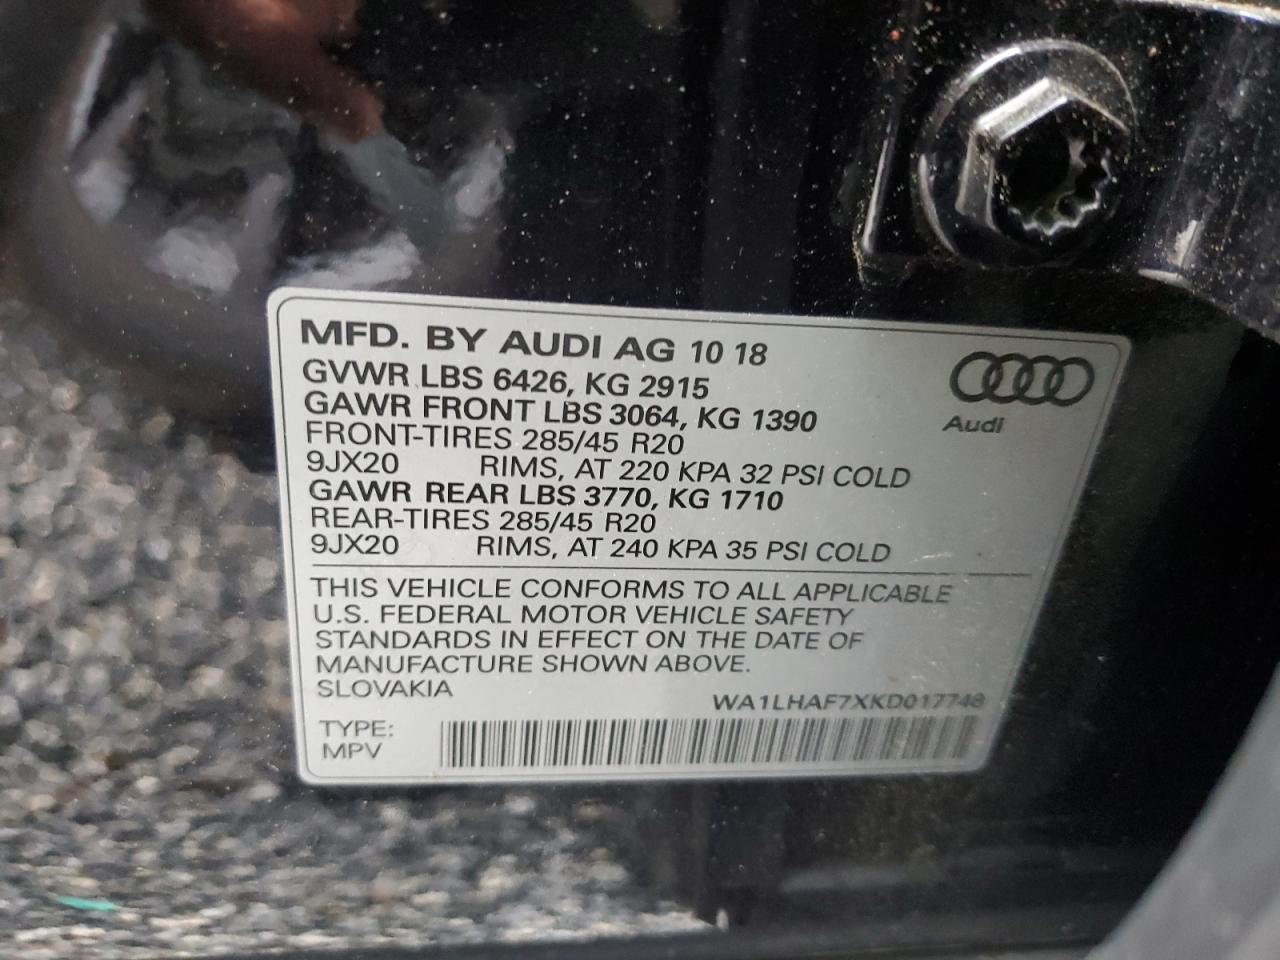 MFD. BY AUDI AG 10 18
GVWR LBS 6426, KG 2915
GAWR FRONT LBS 3064, KG 1390
FRONT-TIRES 285/45 R20
9JX20 RIMS, AT 220 KPA 32 PSI COLD
GAWR REAR LBS 3770, KG 1710
REAR-TIRES 285/45 R20
9JX20 RIMS, AT 240 KPA 35 PSI COLD
Audi
THIS VEHICLE CONFORMS TO ALL APPLICABLE
U.S. FEDERAL MOTOR VEHICLE SAFETY
STANDARDS IN EFFECT ON THE DATE OF
MANUFACTURE SHOWN ABOVE.
SLOVAKIA
WA1LHAF7XKD017748
TYPE:
MPV